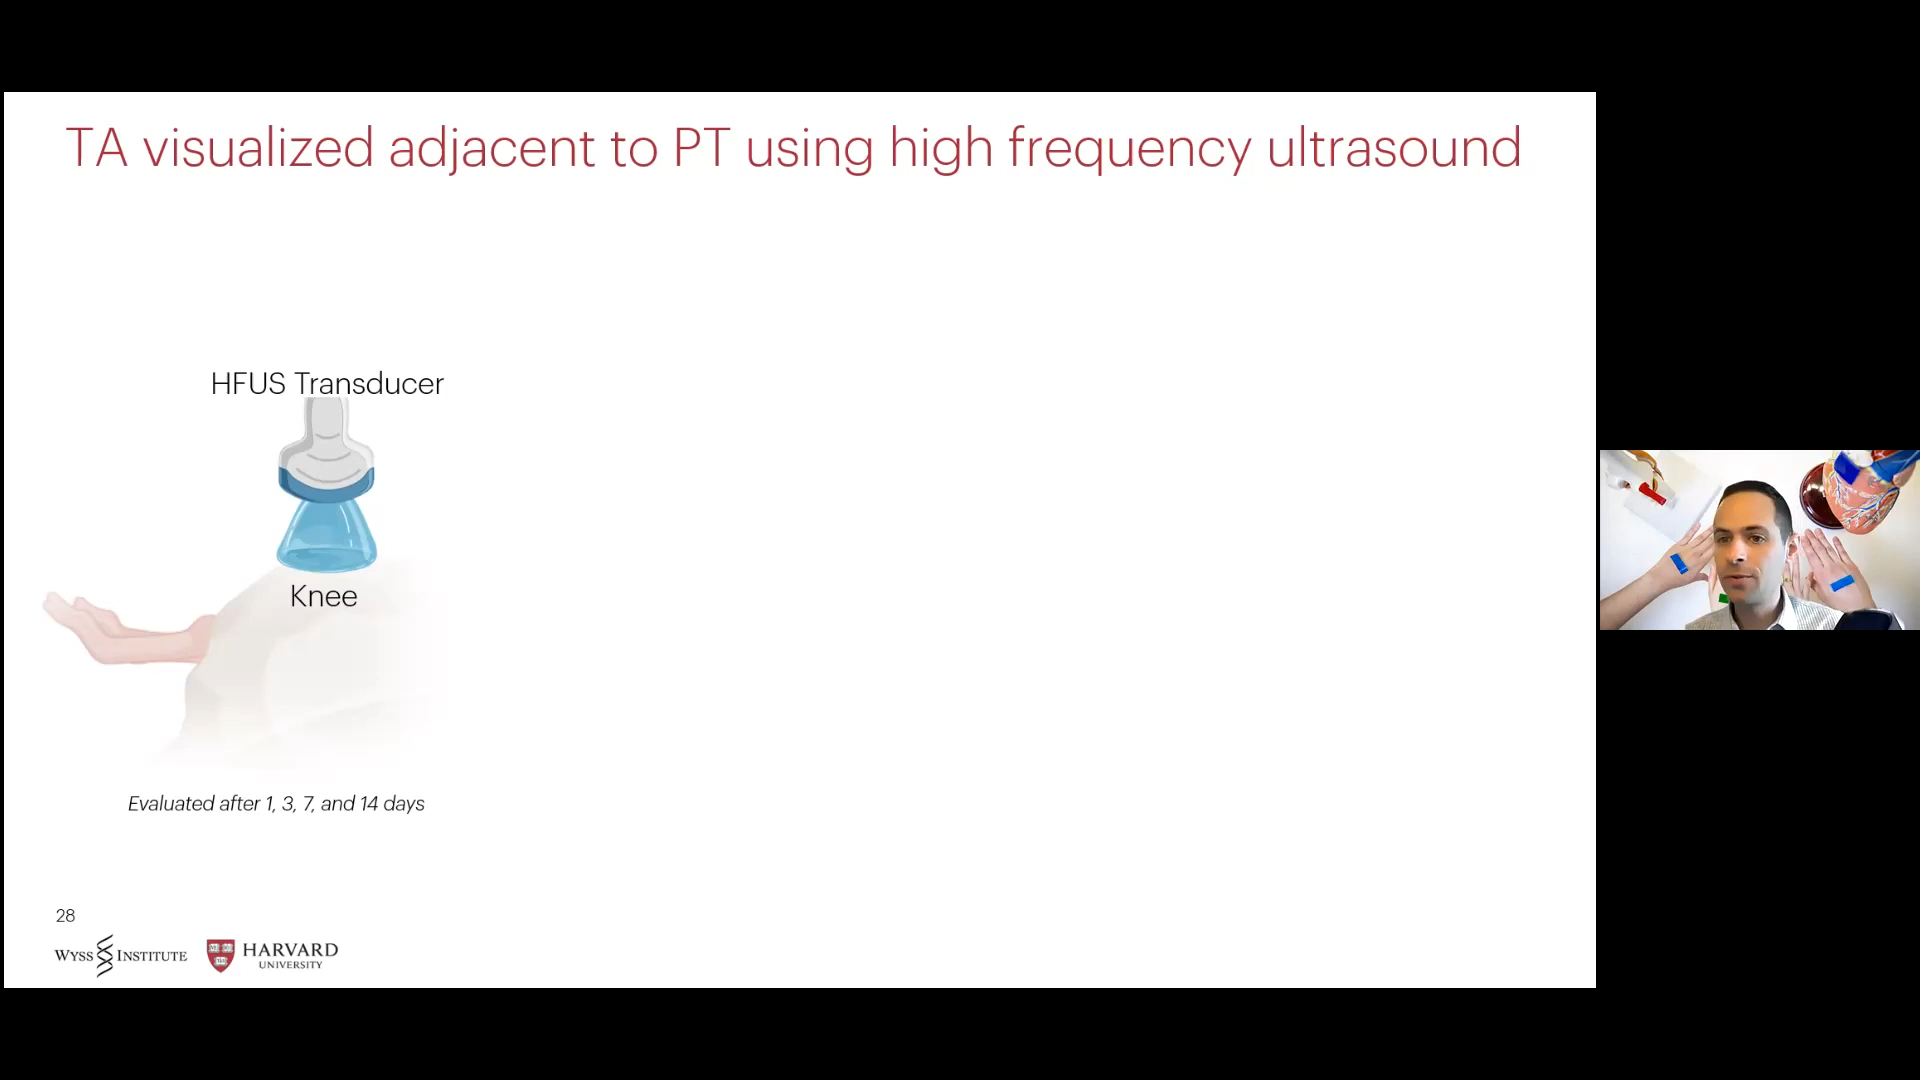 TA visualized adjacent to PT using high frequency ultrasound
HFUS Transducer
Knee
Evaluated after 1, 3, 7, and 14 days
28
WYSS INSTITUTE
HARVARD
UNIVERSITY